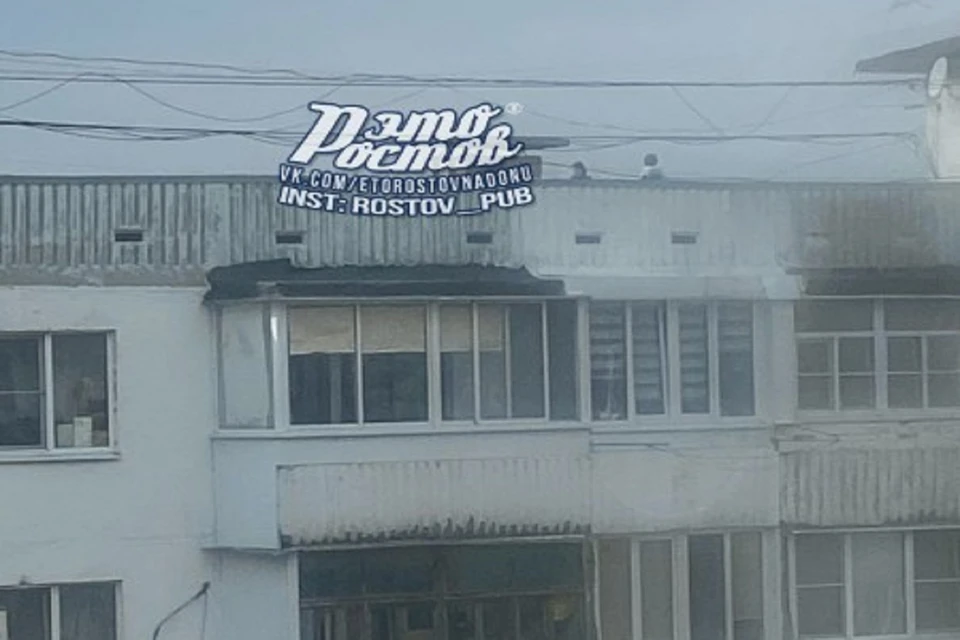 Рэто®
Ростов
VK.COM/ETOROSTOVNADONU
INST: ROSTOV_PUB